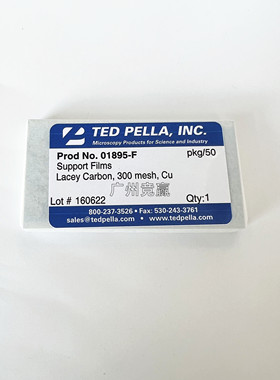 TED PELLA, INC.
Microscopy Products for Science and Industry
Prod No. 01895-F pkg/50
Support Films
Lacey Carbon, 300 mesh, Cu
广州竞赢
Lot # 160622 Qty:1
800-237-3526 • Fax: 530-243-3761
sales@tedpella.com • www.tedpella.com